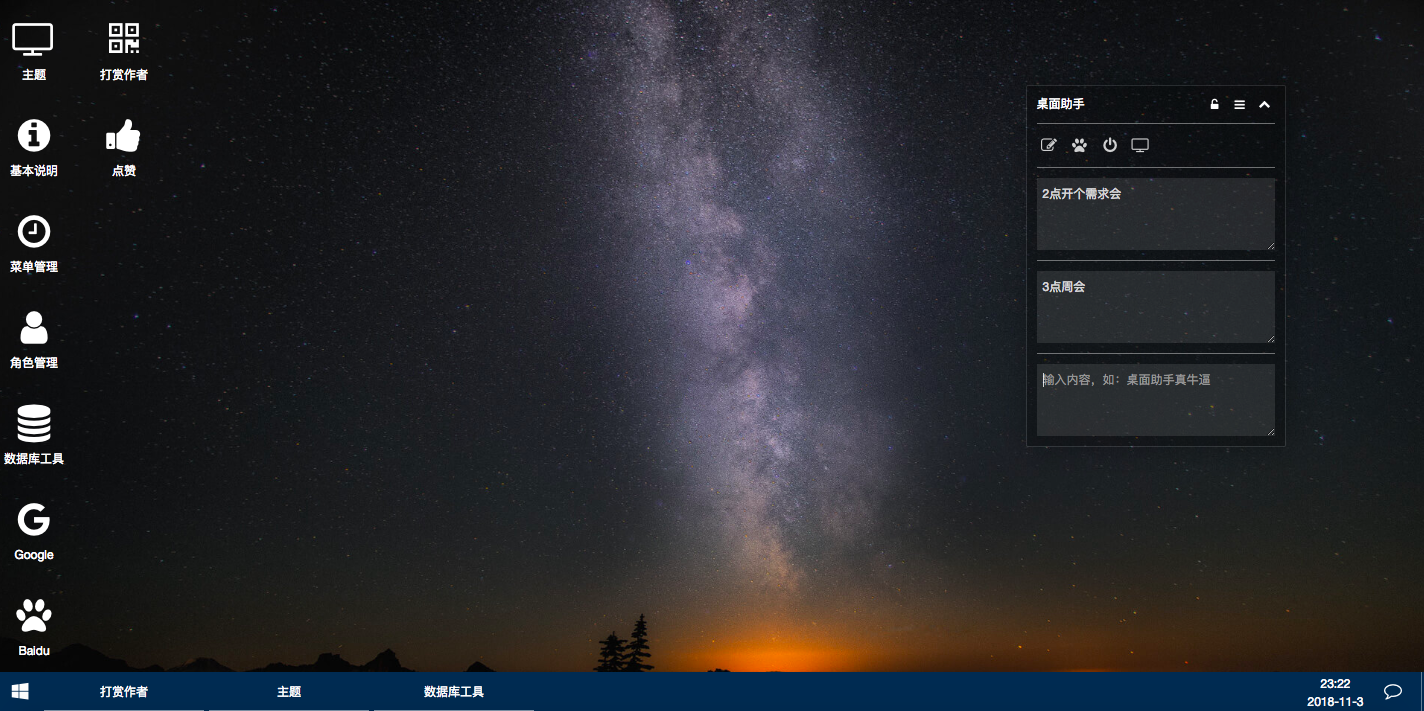 主题
打赏作者
基本说明
点赞
菜单管理
角色管理
数据库工具
Google
Baidu
桌面助手
2点开个需求会
3点周会
输入内容，如：桌面助手真牛逼
打赏作者
主题
数据库工具
23:22
2018-11-3